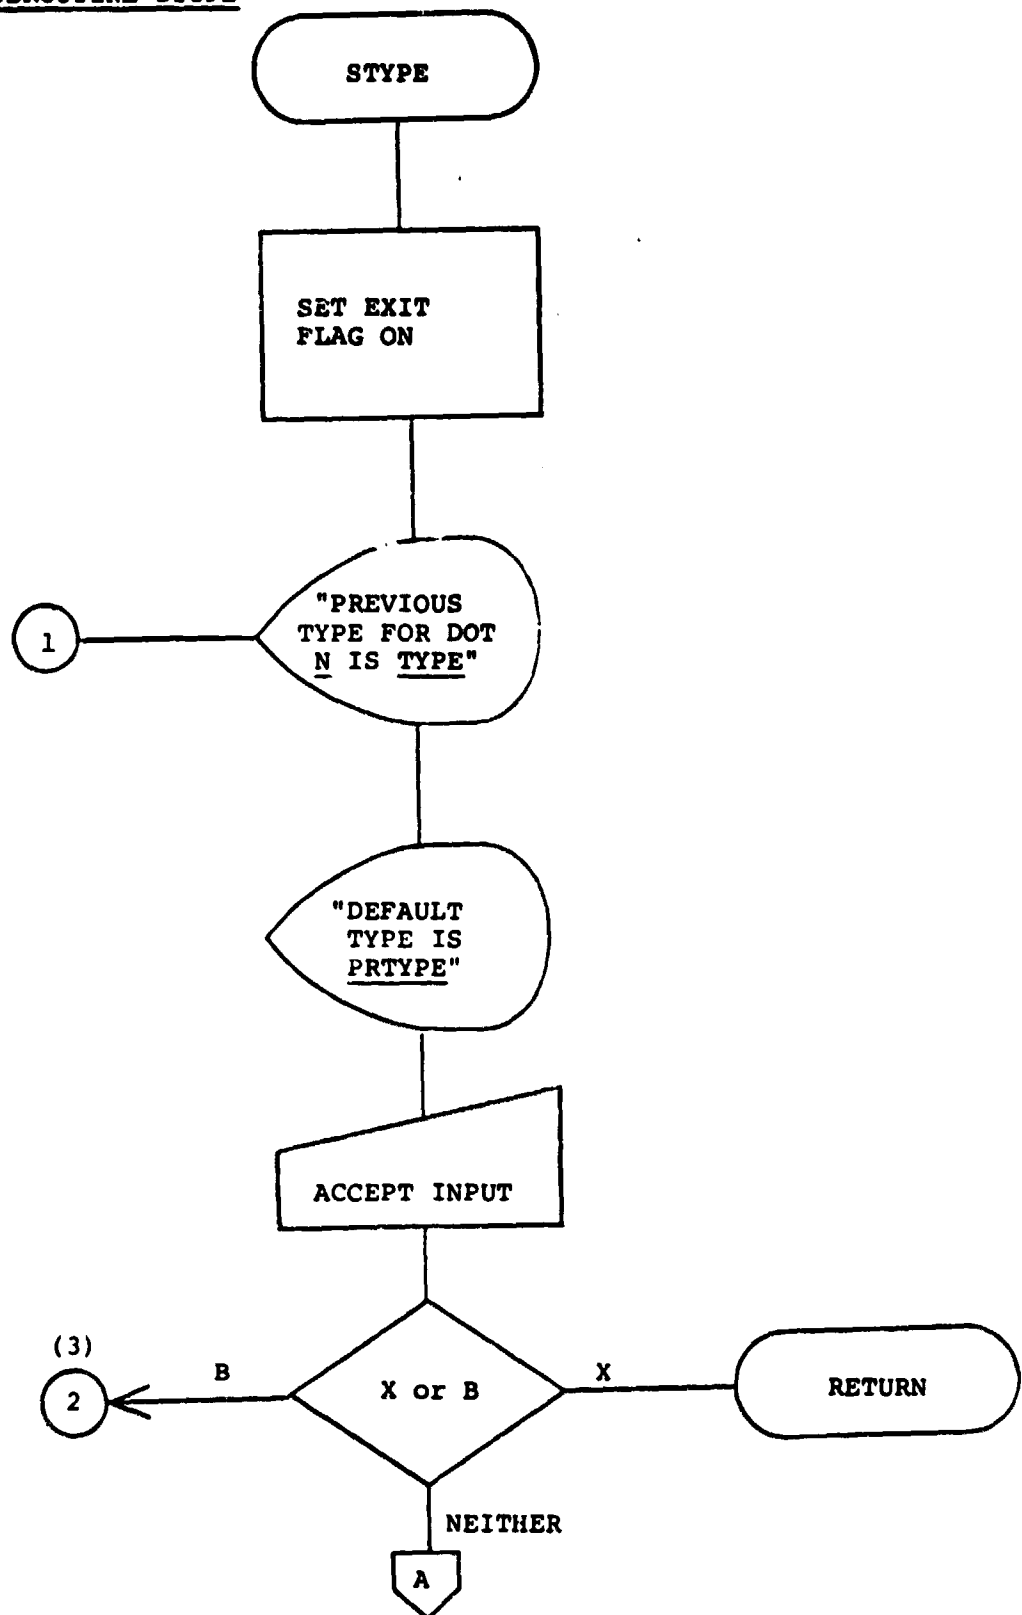 STYPE
SET EXIT
FLAG ON
"PREVIOUS
TYPE FOR DOT
N IS TYPE"
1
"DEFAULT
TYPE IS
PRTYPE"
ACCEPT INPUT
(3)
2
B
X or B
X
RETURN
NEITHER
A